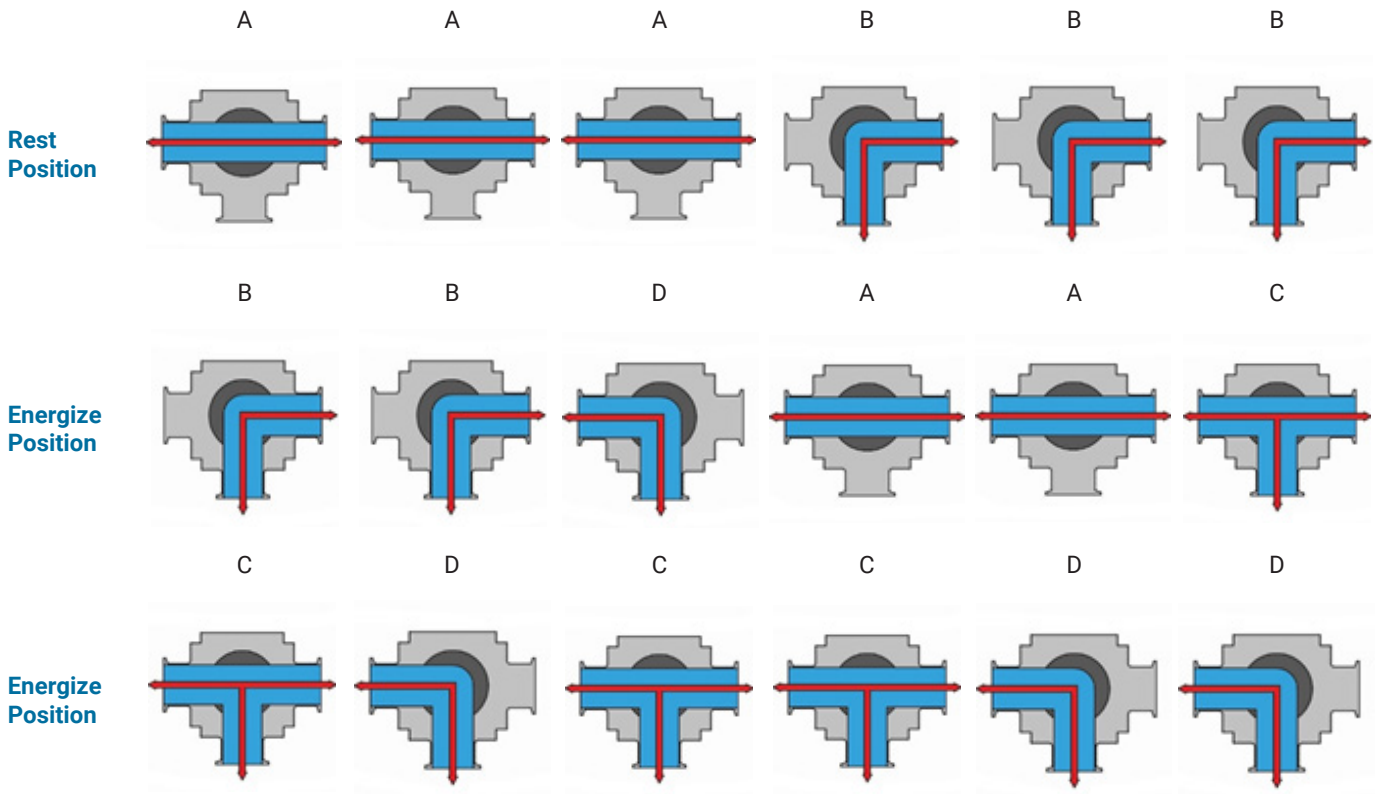 A A A B B B
Rest
Position
B B D A A C
Energize
Position
C D C C D D
Energize
Position